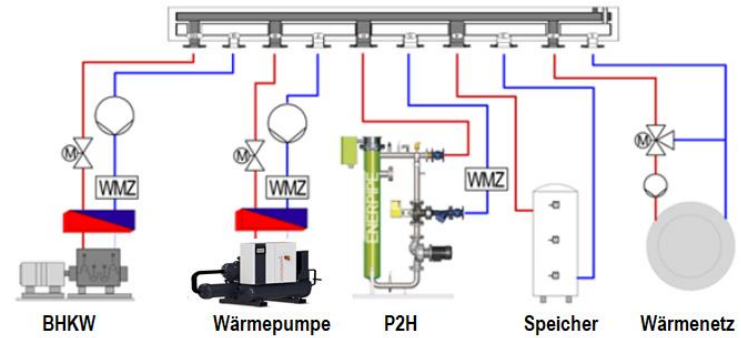 M
WMZ
M
WMZ
ENERPIPE
WMZ
M
BHKW
Wärmepumpe
P2H
Speicher
Wärmenetz